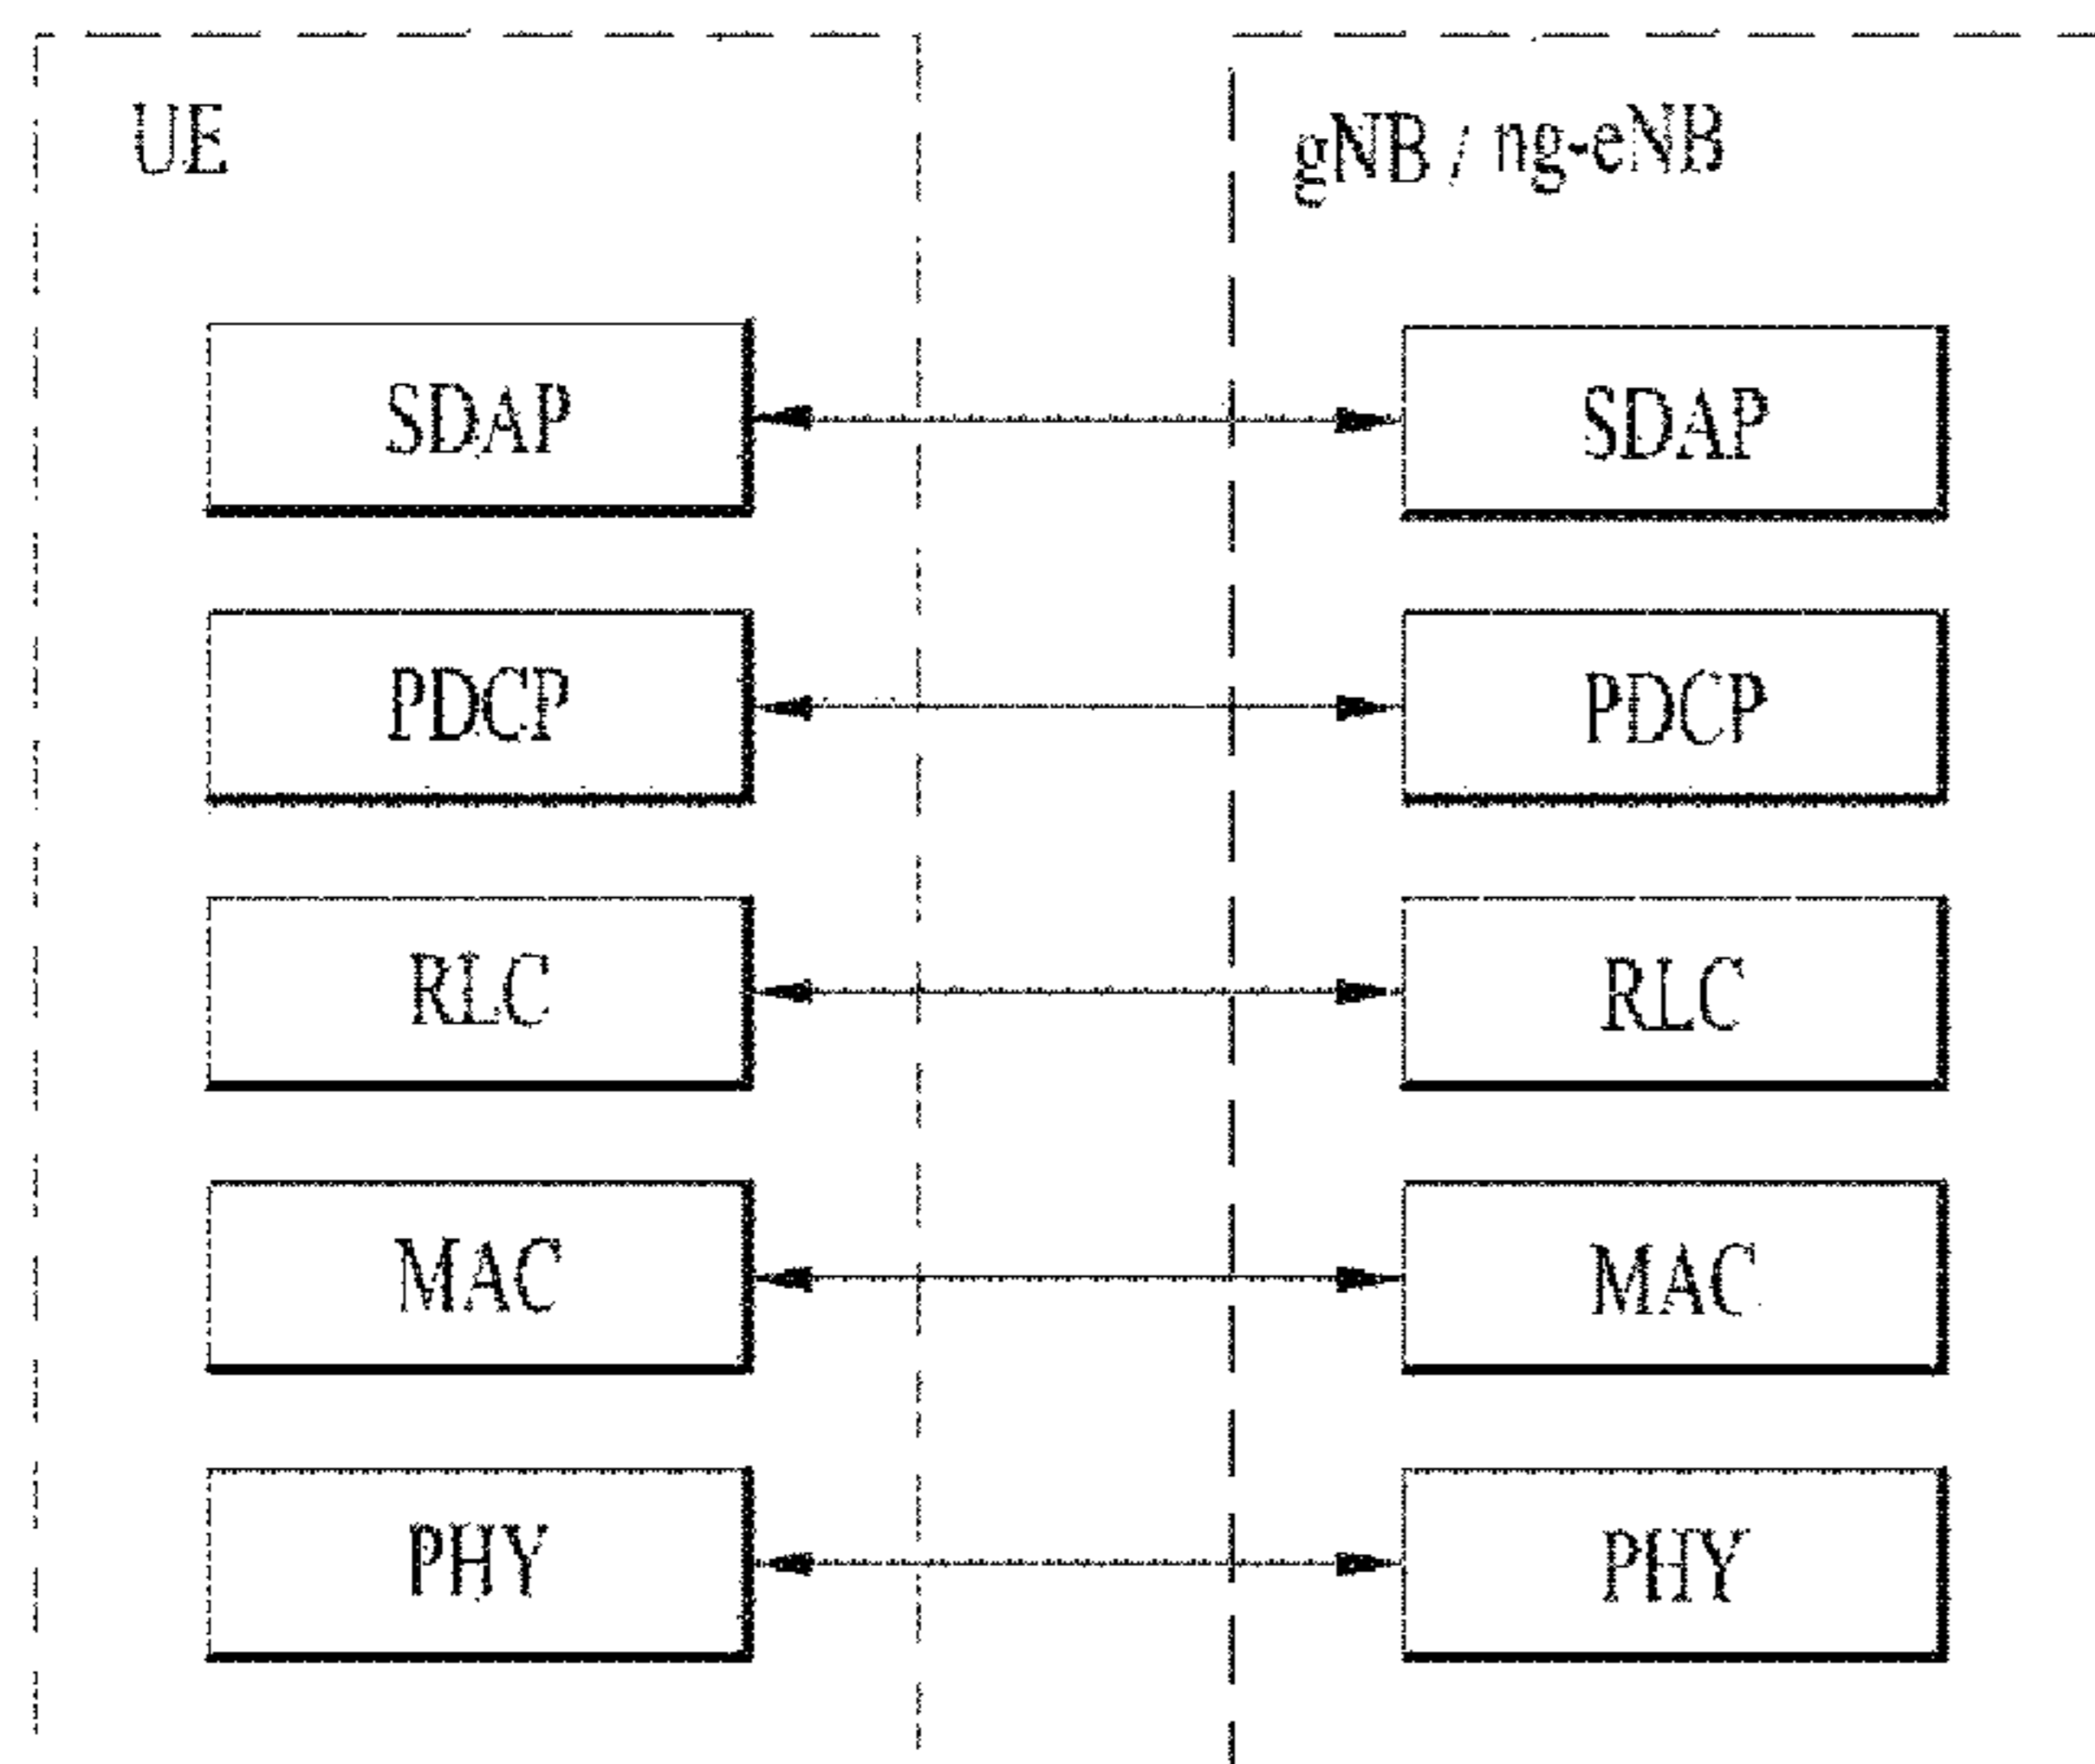 UE
gNB / ng-eNB
SDAP
SDAP
PDCP
PDCP
RLC
RLC
MAC
MAC
PHY
PHY